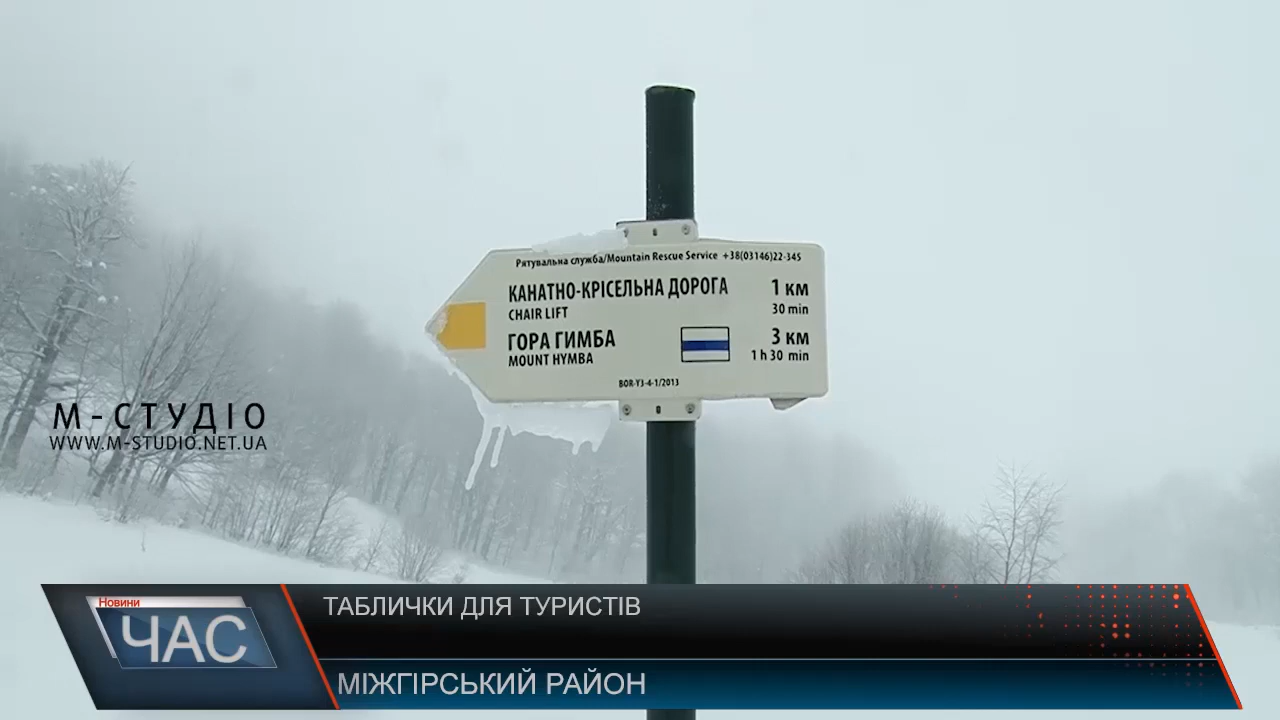 Рятувальна служба/Mountain Rescue Service +38(03146)22-345
КАНАТНО-КРІСЕЛЬНА ДОРОГА 1 КМ
CHAIR LIFT 30 min
ГОРА ГИМБА 3 КМ
MOUNT HYMBA 1 h 30 min
BOR-Y3-4-1/2013
М-СТУДІО
WWW.M-STUDIO.NET.UA
Новини
ЧАС
ТАБЛИЧКИ ДЛЯ ТУРИСТІВ
МІЖГІРСЬКИЙ РАЙОН